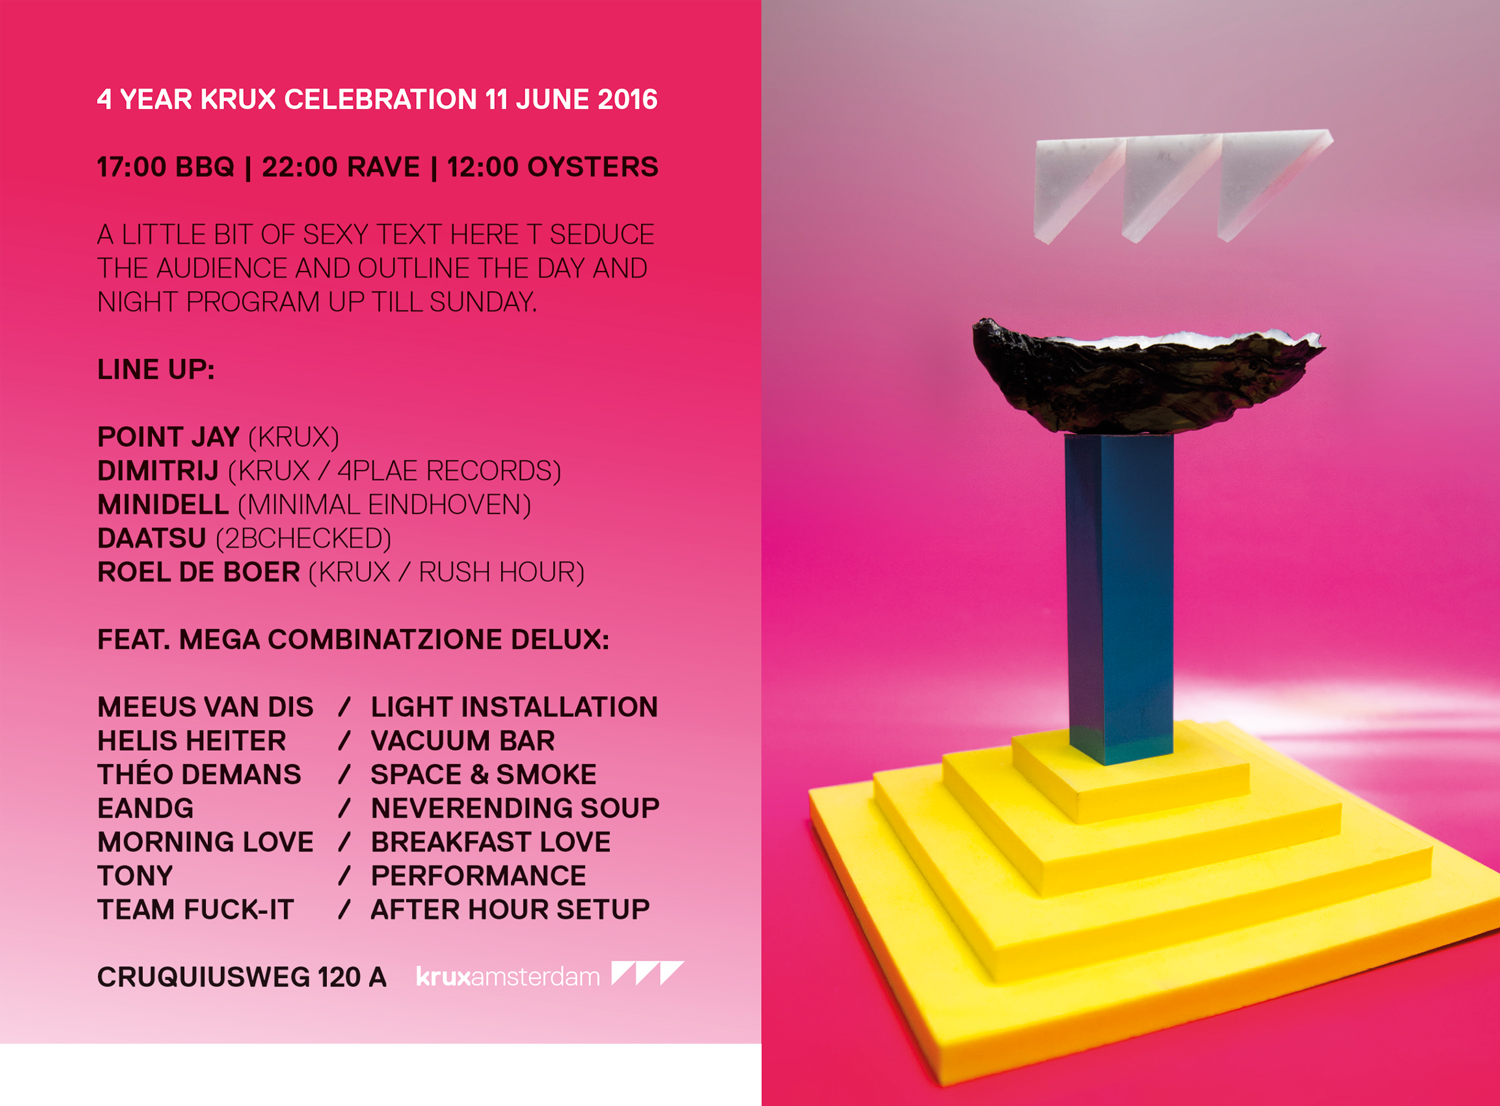 4 YEAR KRUX CELEBRATION 11 JUNE 2016
17:00 BBQ | 22:00 RAVE | 12:00 OYSTERS
A LITTLE BIT OF SEXY TEXT HERE T SEDUCE
THE AUDIENCE AND OUTLINE THE DAY AND
NIGHT PROGRAM UP TILL SUNDAY.
LINE UP:
POINT JAY (KRUX)
DIMITRIJ (KRUX / 4PLAE RECORDS)
MINIDELL (MINIMAL EINDHOVEN)
DAATSU (2BCHECKED)
ROEL DE BOER (KRUX / RUSH HOUR)
FEAT. MEGA COMBINATZIONE DELUX:
MEEUS VAN DIS / LIGHT INSTALLATION
HELIS HEITER / VACUUM BAR
THÉO DEMANS / SPACE & SMOKE
EANDG / NEVERENDING SOUP
MORNING LOVE / BREAKFAST LOVE
TONY / PERFORMANCE
TEAM FUCK-IT / AFTER HOUR SETUP
CRUQUIUSWEG 120 A kruxamsterdam